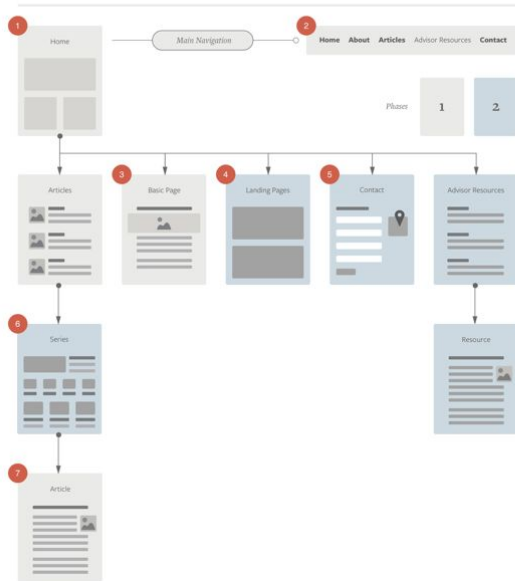 1
Home
Main Navigation
2
Home About Articles Advisor Resources Contact
Phases
1
2
Articles
3
Basic Page
4
Landing Pages
5
Contact
Advisor Resources
6
Series
Resource
7
Article